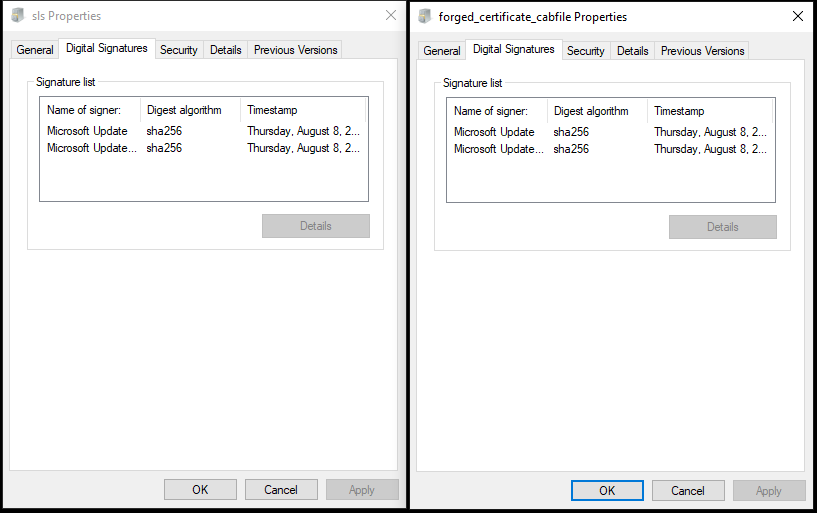 sls Properties
General Digital Signatures Security Details Previous Versions
Signature list
Name of signer: Digest algorithm Timestamp
Microsoft Update sha256 Thursday, August 8, 2...
Microsoft Update... sha256 Thursday, August 8, 2...
Details
OK Cancel Apply
forged_certificate_cabfile Properties
General Digital Signatures Security Details Previous Versions
Signature list
Name of signer: Digest algorithm Timestamp
Microsoft Update sha256 Thursday, August 8, 2...
Microsoft Update... sha256 Thursday, August 8, 2...
Details
OK Cancel Apply